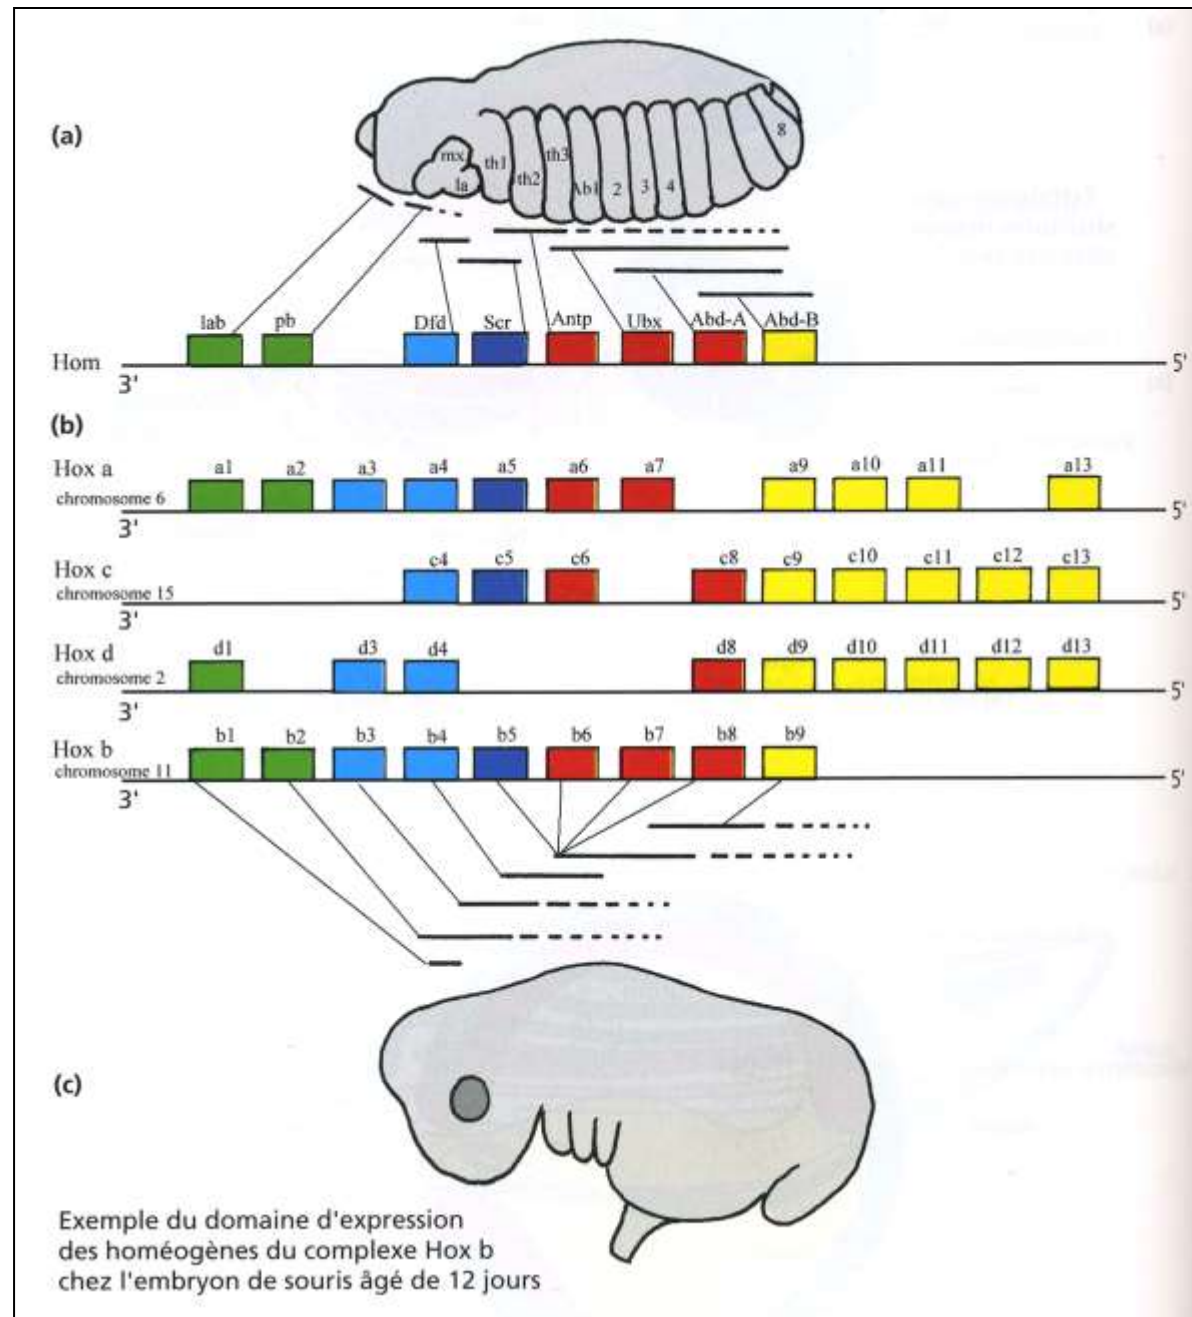 (a)
mx
la
th1
th2
th3
Ab1
2
3
4
8
lab
pb
Dfd
Scr
Antp
Ubx
Abd-A
Abd-B
Hom
3'
5'
(b)
Hox a
a1 a2 a3 a4 a5 a6 a7 a9 a10 a11 a13
chromosome 6
3'
5'
Hox c
c4 c5 c6 c8 c9 c10 c11 c12 c13
chromosome 15
3'
5'
Hox d
d1 d3 d4 d8 d9 d10 d11 d12 d13
chromosome 2
3'
5'
Hox b
b1 b2 b3 b4 b5 b6 b7 b8 b9
chromosome 11
3'
5'
(c)
Exemple du domaine d'expression
des homéogènes du complexe Hox b
chez l'embryon de souris âgé de 12 jours